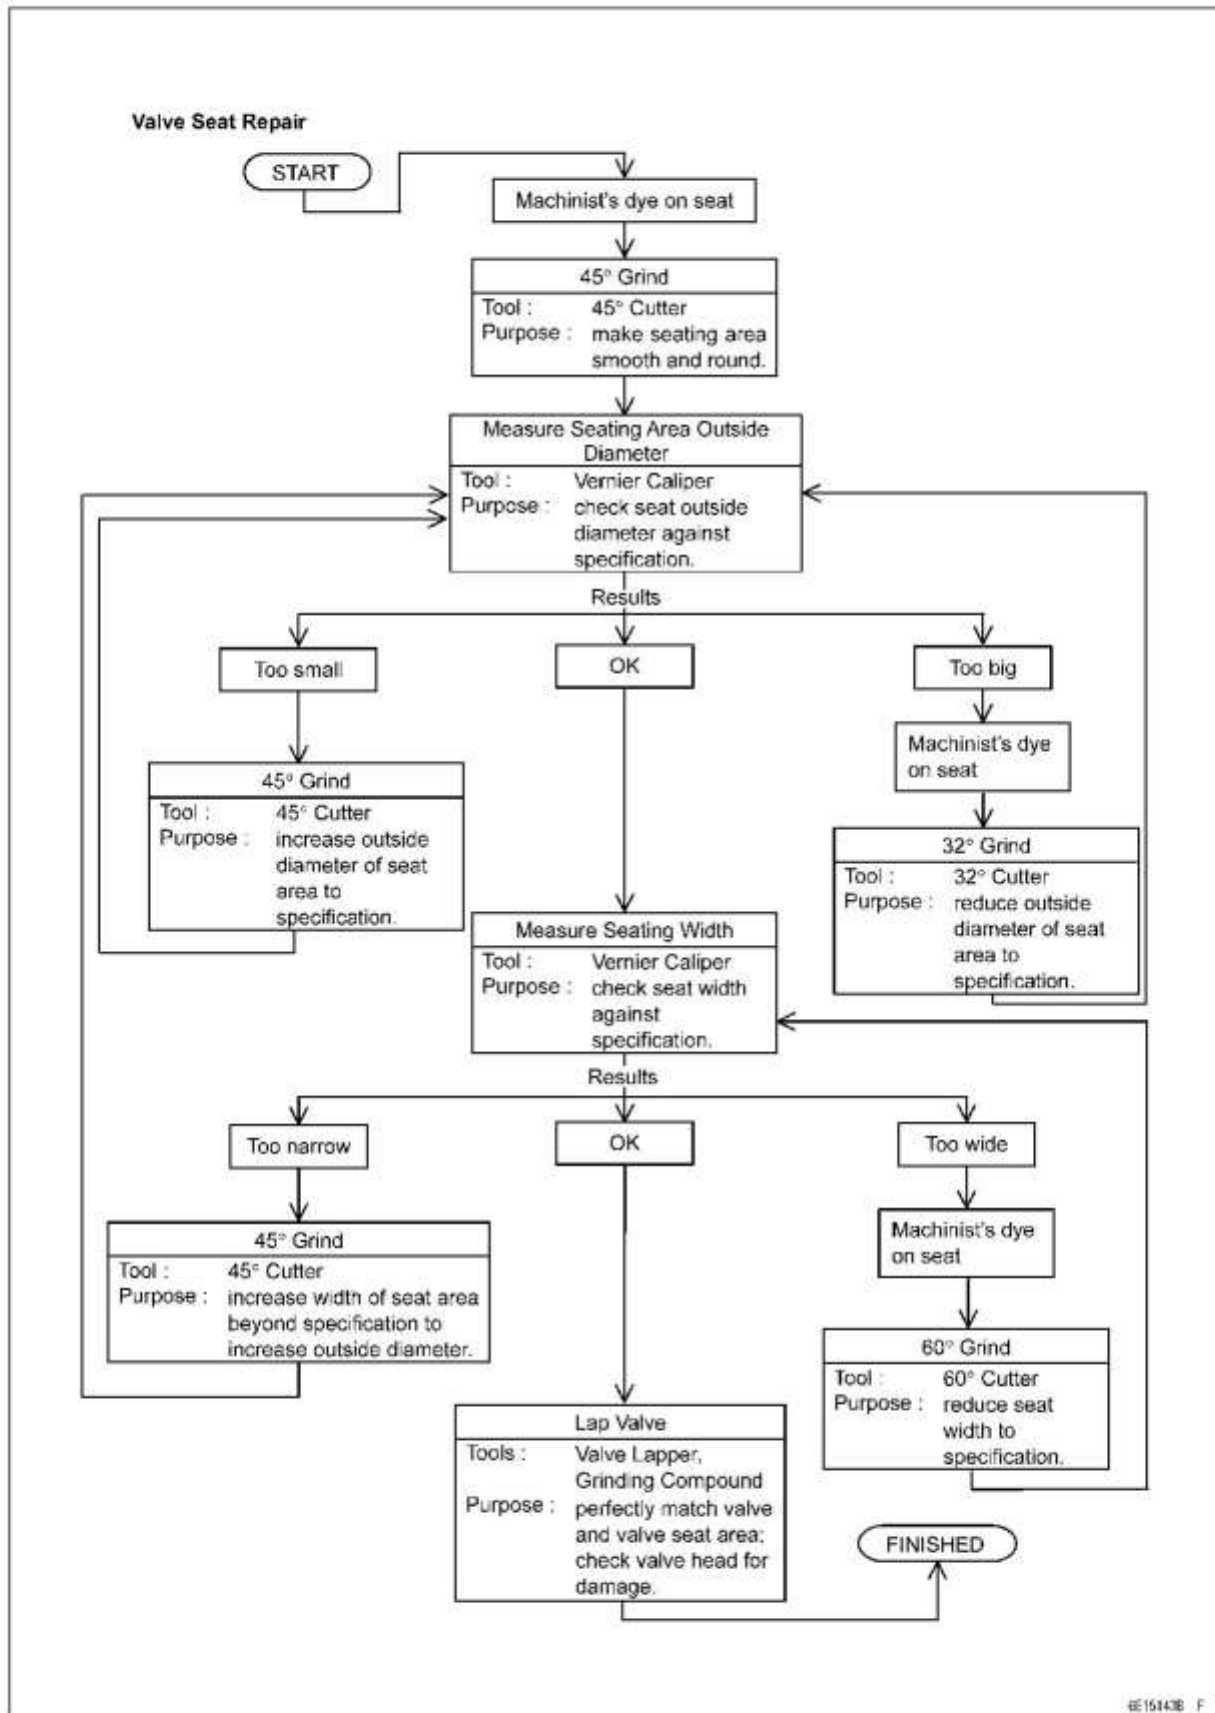 Valve Seat Repair
START
Machinist's dye on seat
45° Grind
Tool : 45° Cutter
Purpose : make seating area
smooth and round.
Measure Seating Area Outside
Diameter
Tool : Vernier Caliper
Purpose : check seat outside
diameter against
specification.
Results
Too small
OK
Too big
Machinist's dye
on seat
45° Grind
Tool : 45° Cutter
Purpose : increase outside
diameter of seat
area to
specification.
32° Grind
Tool : 32° Cutter
Purpose : reduce outside
diameter of seat
area to
specification.
Measure Seating Width
Tool : Vernier Caliper
Purpose : check seat width
against
specification.
Results
Too narrow
OK
Too wide
Machinist's dye
on seat
45° Grind
Tool : 45° Cutter
Purpose : increase width of seat area
beyond specification to
increase outside diameter.
60° Grind
Tool : 60° Cutter
Purpose : reduce seat
width to
specification.
Lap Valve
Tools : Valve Lapper,
Grinding Compound
Purpose : perfectly match valve
and valve seat area;
check valve head for
damage.
FINISHED